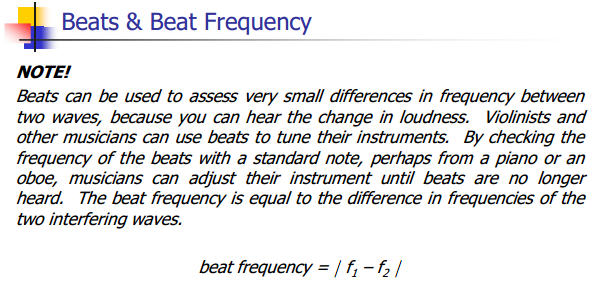 Beats & Beat Frequency
NOTE!
Beats can be used to assess very small differences in frequency between
two waves, because you can hear the change in loudness.  Violinists and
other musicians can use beats to tune their instruments.  By checking the
frequency of the beats with a standard note, perhaps from a piano or an
oboe, musicians can adjust their instrument until beats are no longer
heard.  The beat frequency is equal to the difference in frequencies of the
two interfering waves.
beat frequency = | f₁ – f₂ |